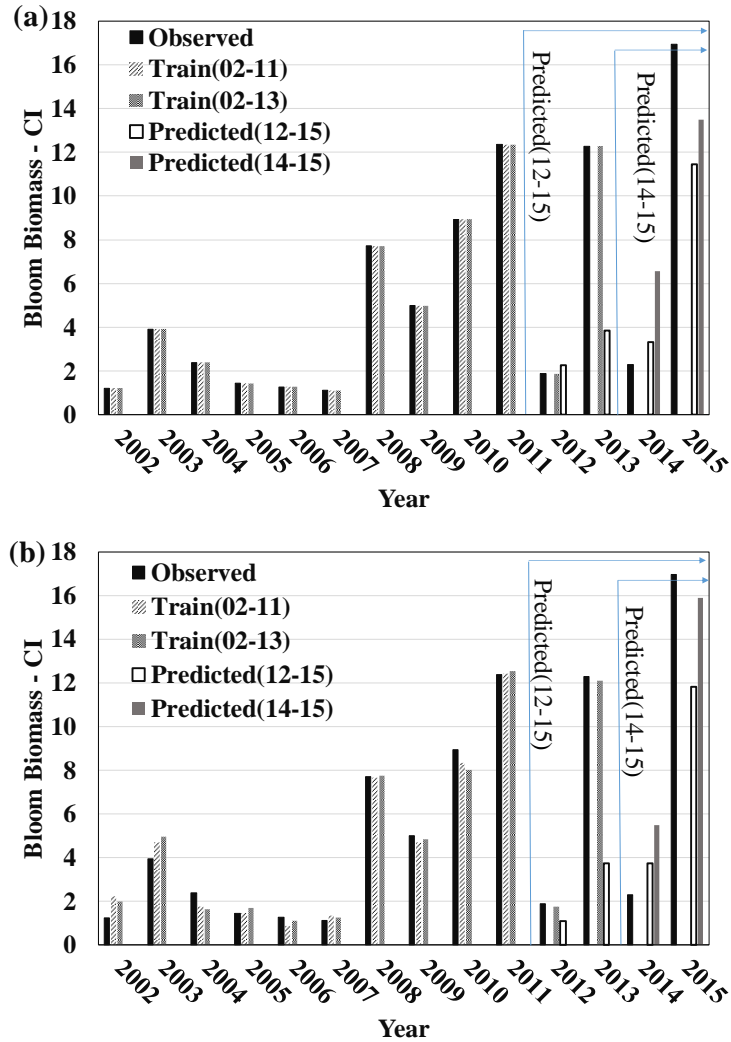 (a)
18
16
14
12
10
8
6
4
2
0
Bloom Biomass - CI
Observed
Train(02-11)
Train(02-13)
Predicted(12-15)
Predicted(14-15)
Predicted(12-15)
Predicted(14-15)
2002 2003 2004 2005 2006 2007 2008 2009 2010 2011 2012 2013 2014 2015
Year
(b)
18
16
14
12
10
8
6
4
2
0
Bloom Biomass - CI
Observed
Train(02-11)
Train(02-13)
Predicted(12-15)
Predicted(14-15)
Predicted(12-15)
Predicted(14-15)
2002 2003 2004 2005 2006 2007 2008 2009 2010 2011 2012 2013 2014 2015
Year